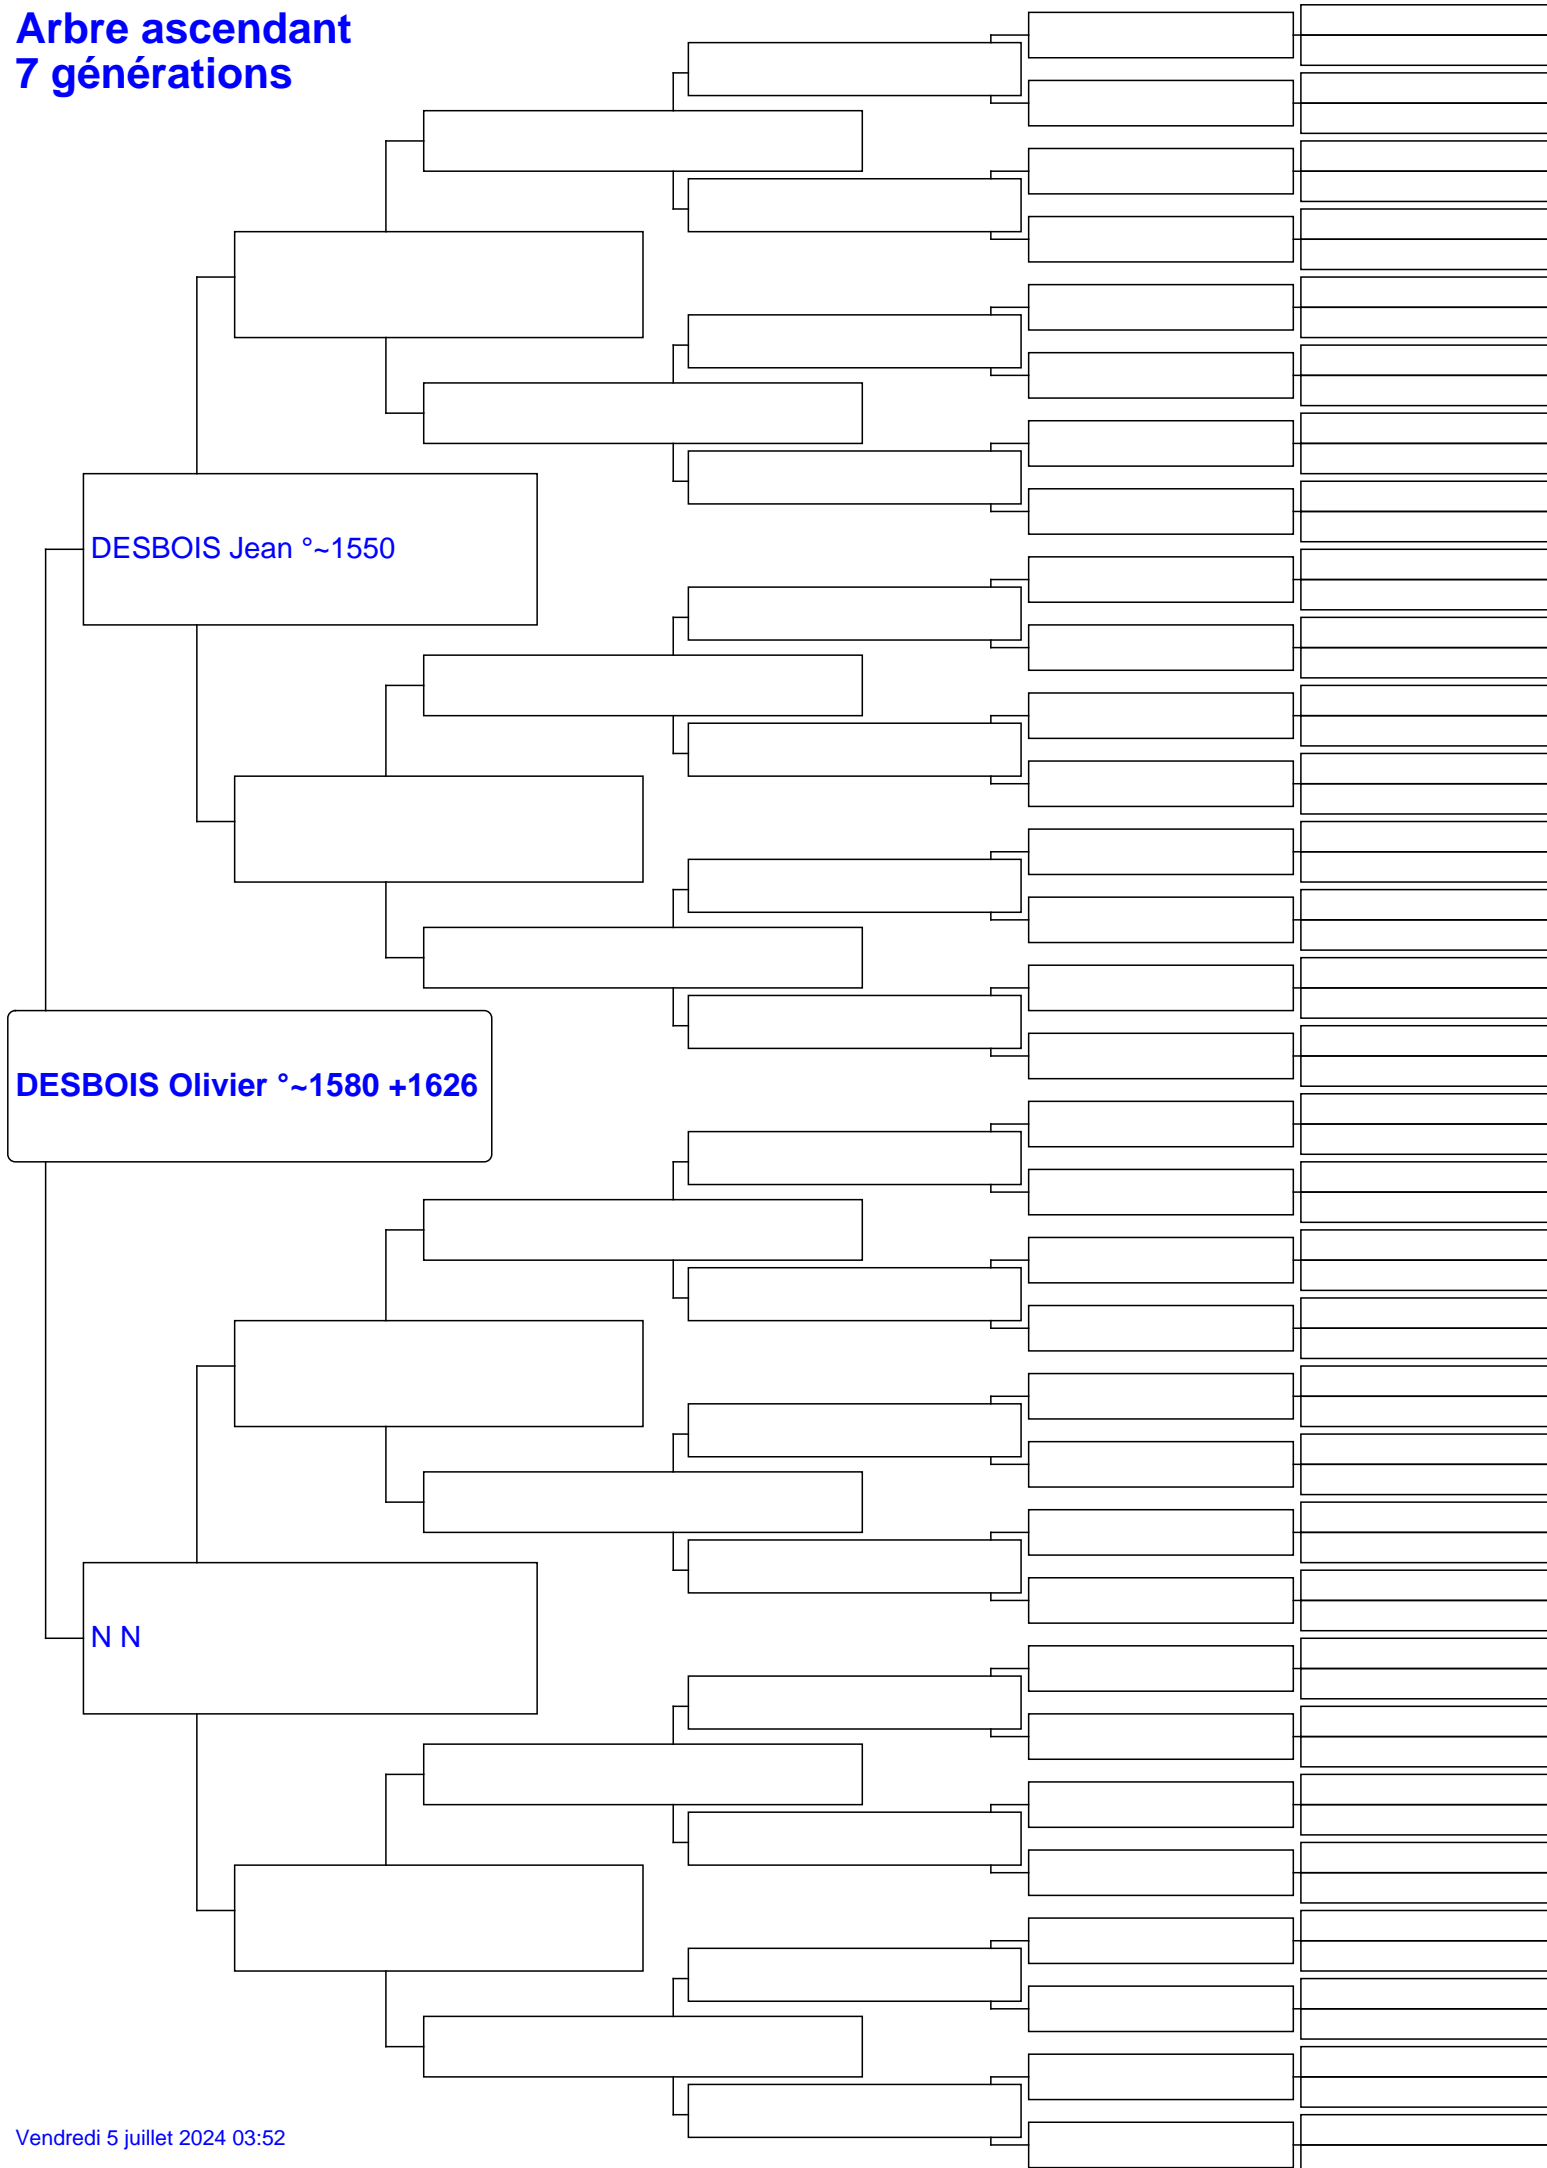 Arbre ascendant
7 générations
DESBOIS Jean °~1550
DESBOIS Olivier °~1580 +1626
N N
Vendredi 5 juillet 2024 03:52